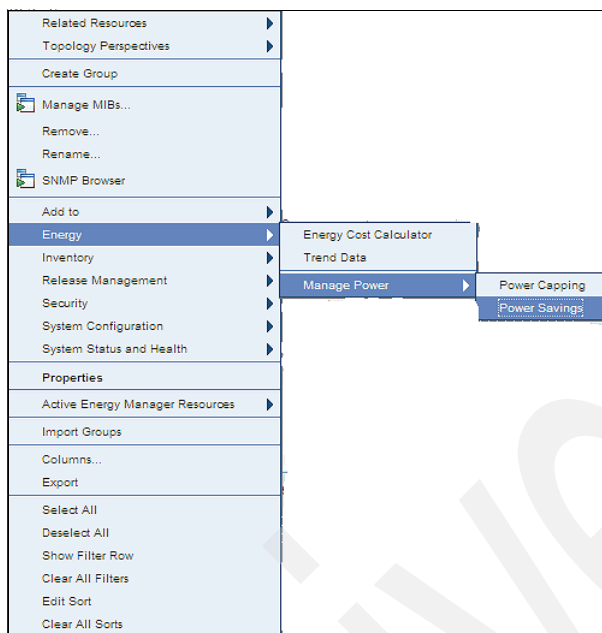 Related Resources
Topology Perspectives
Create Group
Manage MIBs...
Remove...
Rename...
SNMP Browser
Add to
Energy
Energy Cost Calculator
Inventory
Trend Data
Release Management
Manage Power
Power Capping
Security
Power Savings
System Configuration
System Status and Health
Properties
Active Energy Manager Resources
Import Groups
Columns...
Export
Select All
Deselect All
Show Filter Row
Clear All Filters
Edit Sort
Clear All Sorts